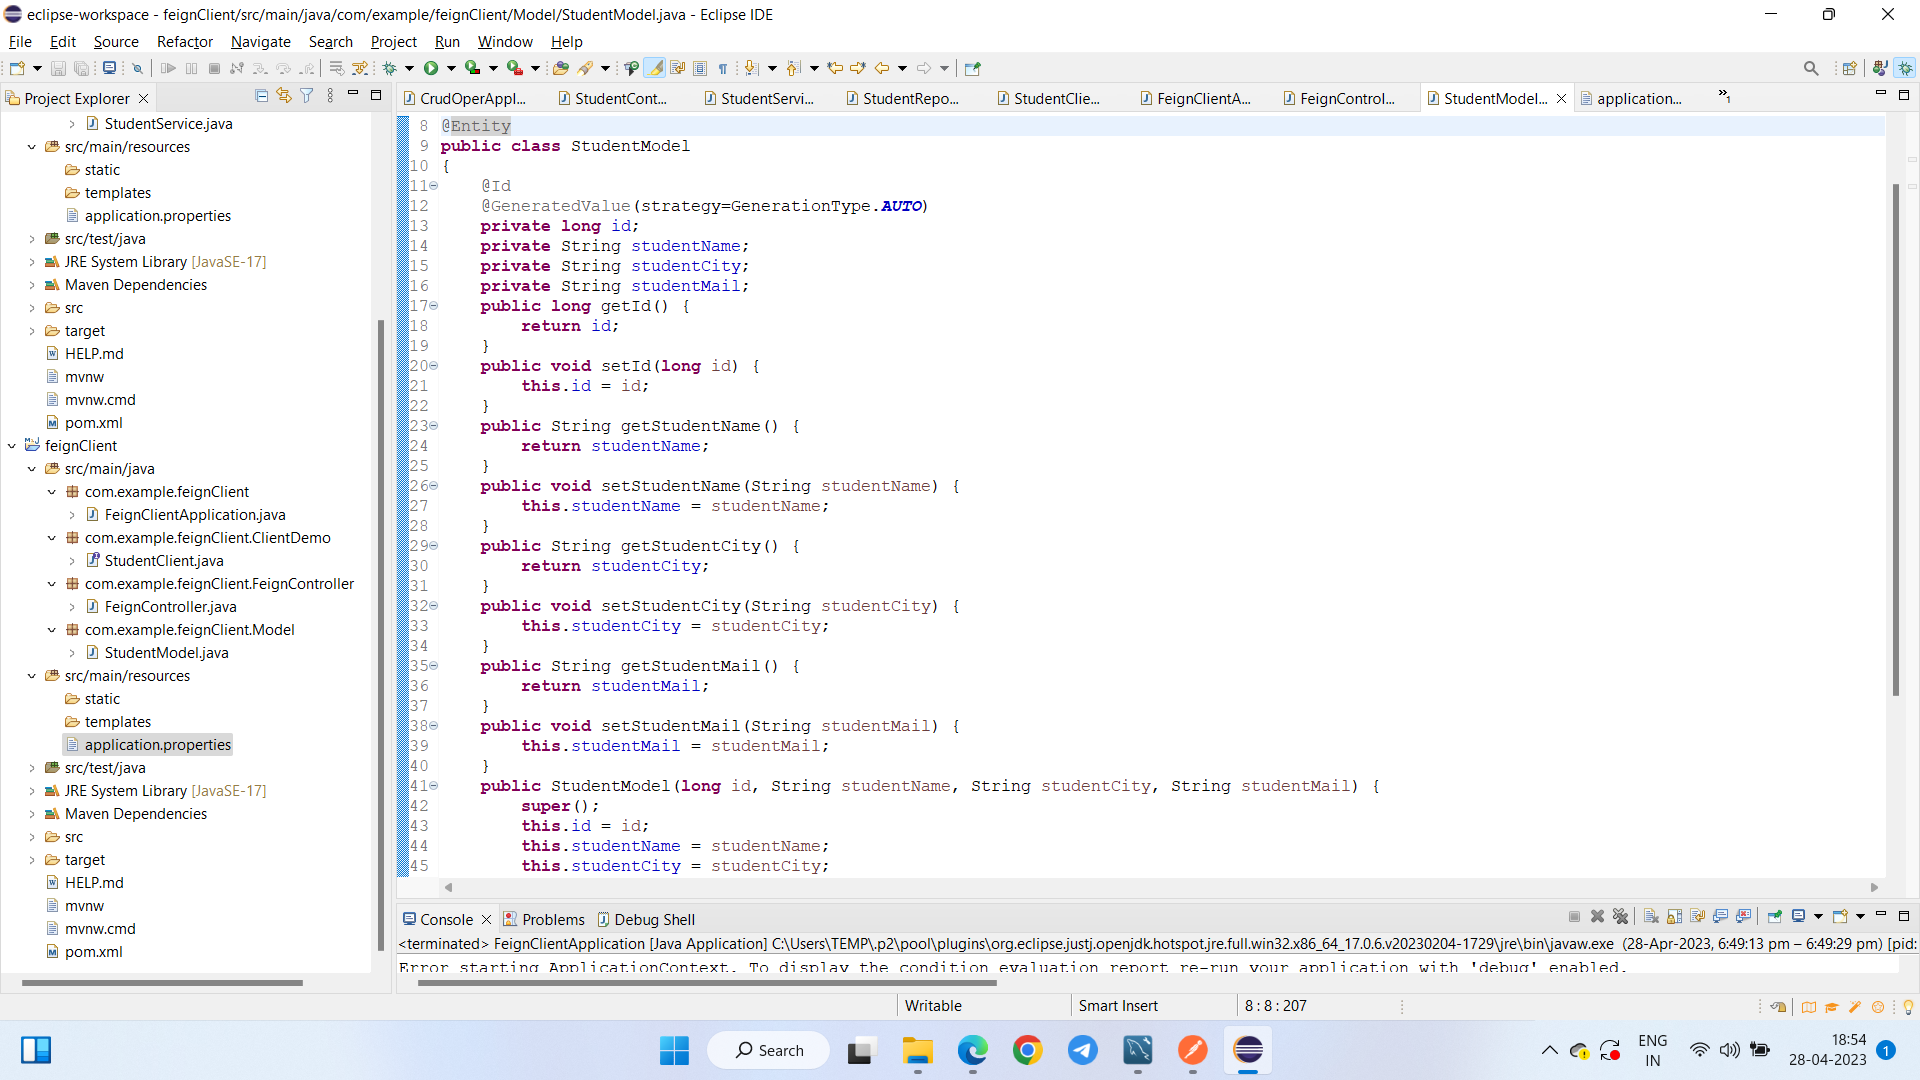 eclipse-workspace - feignClient/src/main/java/com/example/feignClient/Model/StudentModel.java - Eclipse IDE
File Edit Source Refactor Navigate Search Project Run Window Help
Project Explorer
StudentService.java
src/main/resources
static
templates
application.properties
src/test/java
JRE System Library [JavaSE-17]
Maven Dependencies
src
target
HELP.md
mvnw
mvnw.cmd
pom.xml
feignClient
src/main/java
com.example.feignClient
FeignClientApplication.java
com.example.feignClient.ClientDemo
StudentClient.java
com.example.feignClient.FeignController
FeignController.java
com.example.feignClient.Model
StudentModel.java
src/main/resources
static
templates
application.properties
src/test/java
JRE System Library [JavaSE-17]
Maven Dependencies
src
target
HELP.md
mvnw
mvnw.cmd
pom.xml
CrudOperAppl... StudentCont... StudentServi... StudentRepo... StudentClie... FeignClientA... FeignControl... StudentModel... application... »1
8 @Entity
9 public class StudentModel
10 {
11 @Id
12 @GeneratedValue(strategy=GenerationType.AUTO)
13 private long id;
14 private String studentName;
15 private String studentCity;
16 private String studentMail;
17 public long getId() {
18 return id;
19 }
20 public void setId(long id) {
21 this.id = id;
22 }
23 public String getStudentName() {
24 return studentName;
25 }
26 public void setStudentName(String studentName) {
27 this.studentName = studentName;
28 }
29 public String getStudentCity() {
30 return studentCity;
31 }
32 public void setStudentCity(String studentCity) {
33 this.studentCity = studentCity;
34 }
35 public String getStudentMail() {
36 return studentMail;
37 }
38 public void setStudentMail(String studentMail) {
39 this.studentMail = studentMail;
40 }
41 public StudentModel(long id, String studentName, String studentCity, String studentMail) {
42 super();
43 this.id = id;
44 this.studentName = studentName;
45 this.studentCity = studentCity;
Console Problems Debug Shell
<terminated> FeignClientApplication [Java Application] C:\Users\TEMP\.p2\pool\plugins\org.eclipse.justj.openjdk.hotspot.jre.full.win32.x86_64_17.0.6.v20230204-1729\jre\bin\javaw.exe (28-Apr-2023, 6:49:13 pm – 6:49:29 pm) [pid:
Error starting ApplicationContext. To display the condition evaluation report re-run your application with 'debug' enabled.
Writable Smart Insert 8 : 8 : 207
Search
ENG
IN
18:54
28-04-2023
1